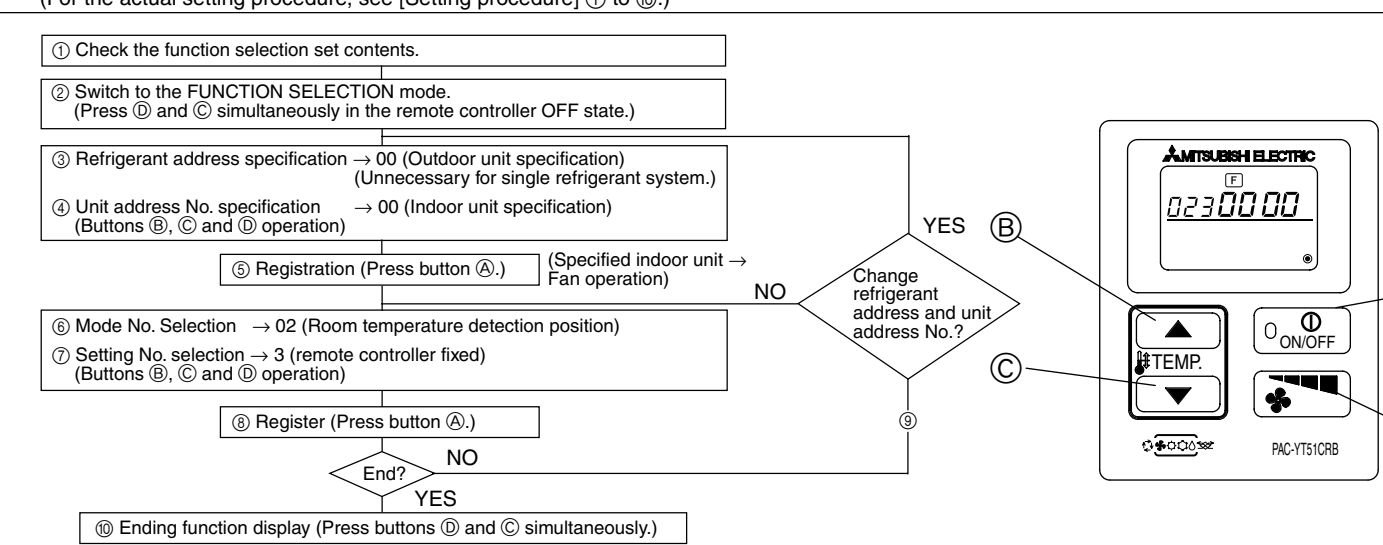 (For the actual setting procedure, see [Setting procedure] ① to ⑩.)
① Check the function selection set contents.
② Switch to the FUNCTION SELECTION mode.
(Press Ⓓ and Ⓒ simultaneously in the remote controller OFF state.)
③ Refrigerant address specification → 00 (Outdoor unit specification)
(Unnecessary for single refrigerant system.)
④ Unit address No. specification → 00 (Indoor unit specification)
(Buttons Ⓑ, Ⓒ and Ⓓ operation)
⑤ Registration (Press button Ⓐ.)
(Specified indoor unit →
Fan operation)
NO
YES
Change
refrigerant
address and unit
address No.?
⑥ Mode No. Selection → 02 (Room temperature detection position)
⑦ Setting No. selection → 3 (remote controller fixed)
(Buttons Ⓑ, Ⓒ and Ⓓ operation)
⑧ Register (Press button Ⓐ.)
⑨
End?
NO
YES
⑩ Ending function display (Press buttons Ⓓ and Ⓒ simultaneously.)
MITSUBISHI ELECTRIC
F
0230000
Ⓑ
ON/OFF
TEMP.
Ⓒ
PAC-YT51CRB